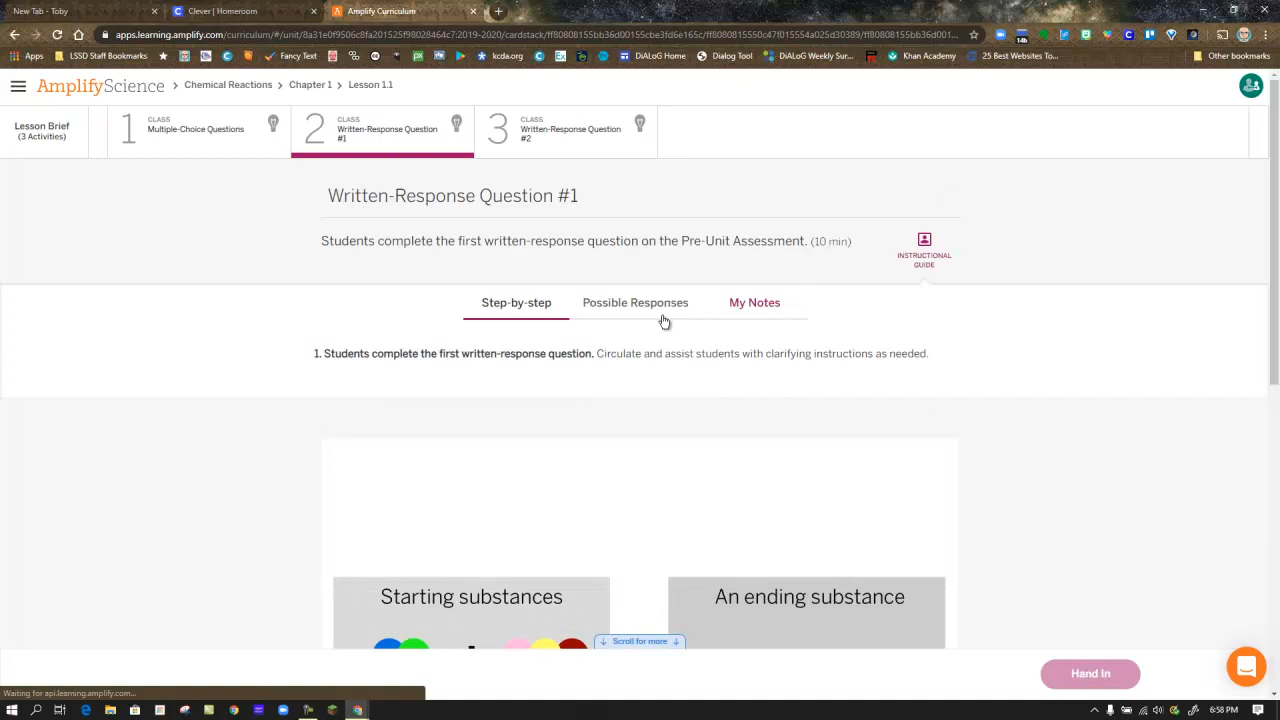 New Tab - Toby
Clever | Homeroom
Amplify Curriculum
apps.learning.amplify.com/curriculum/#/unit/8a31e0f9506c8fa201525f98028464c7:2019-2020/cardstack/ff80808155bb36d00155cbe3fd6e165c/ff8080815550c47f015514a025d30389/ff80808155bb36d001...
Apps
LSSD Staff Bookmarks
K-12 Academy
Fancy Te
kcda.org
DiALoG Home
Dialog Tool
DiALoG Weekly Sur...
Khan Academy
25 Best Websites To...
Other bookmarks
AmplifyScience
Chemical Reactions
Chapter 1
Lesson 1.1
Lesson Brief
(3 Activities)
1
CLASS
Multiple-Choice Questions
2
CLASS
Written-Response Question
#1
3
CLASS
Written-Response Question
#2
Written-Response Question #1
Students complete the first written-response question on the Pre-Unit Assessment. (10 min)
INSTRUCTIONAL
GUIDE
Step-by-step
Possible Responses
My Notes
1. Students complete the first written-response question. Circulate and assist students with clarifying instructions as needed.
Starting substances
An ending substance
Scroll for more
Hand In
Waiting for api.learning.amplify.com...
6:58 PM